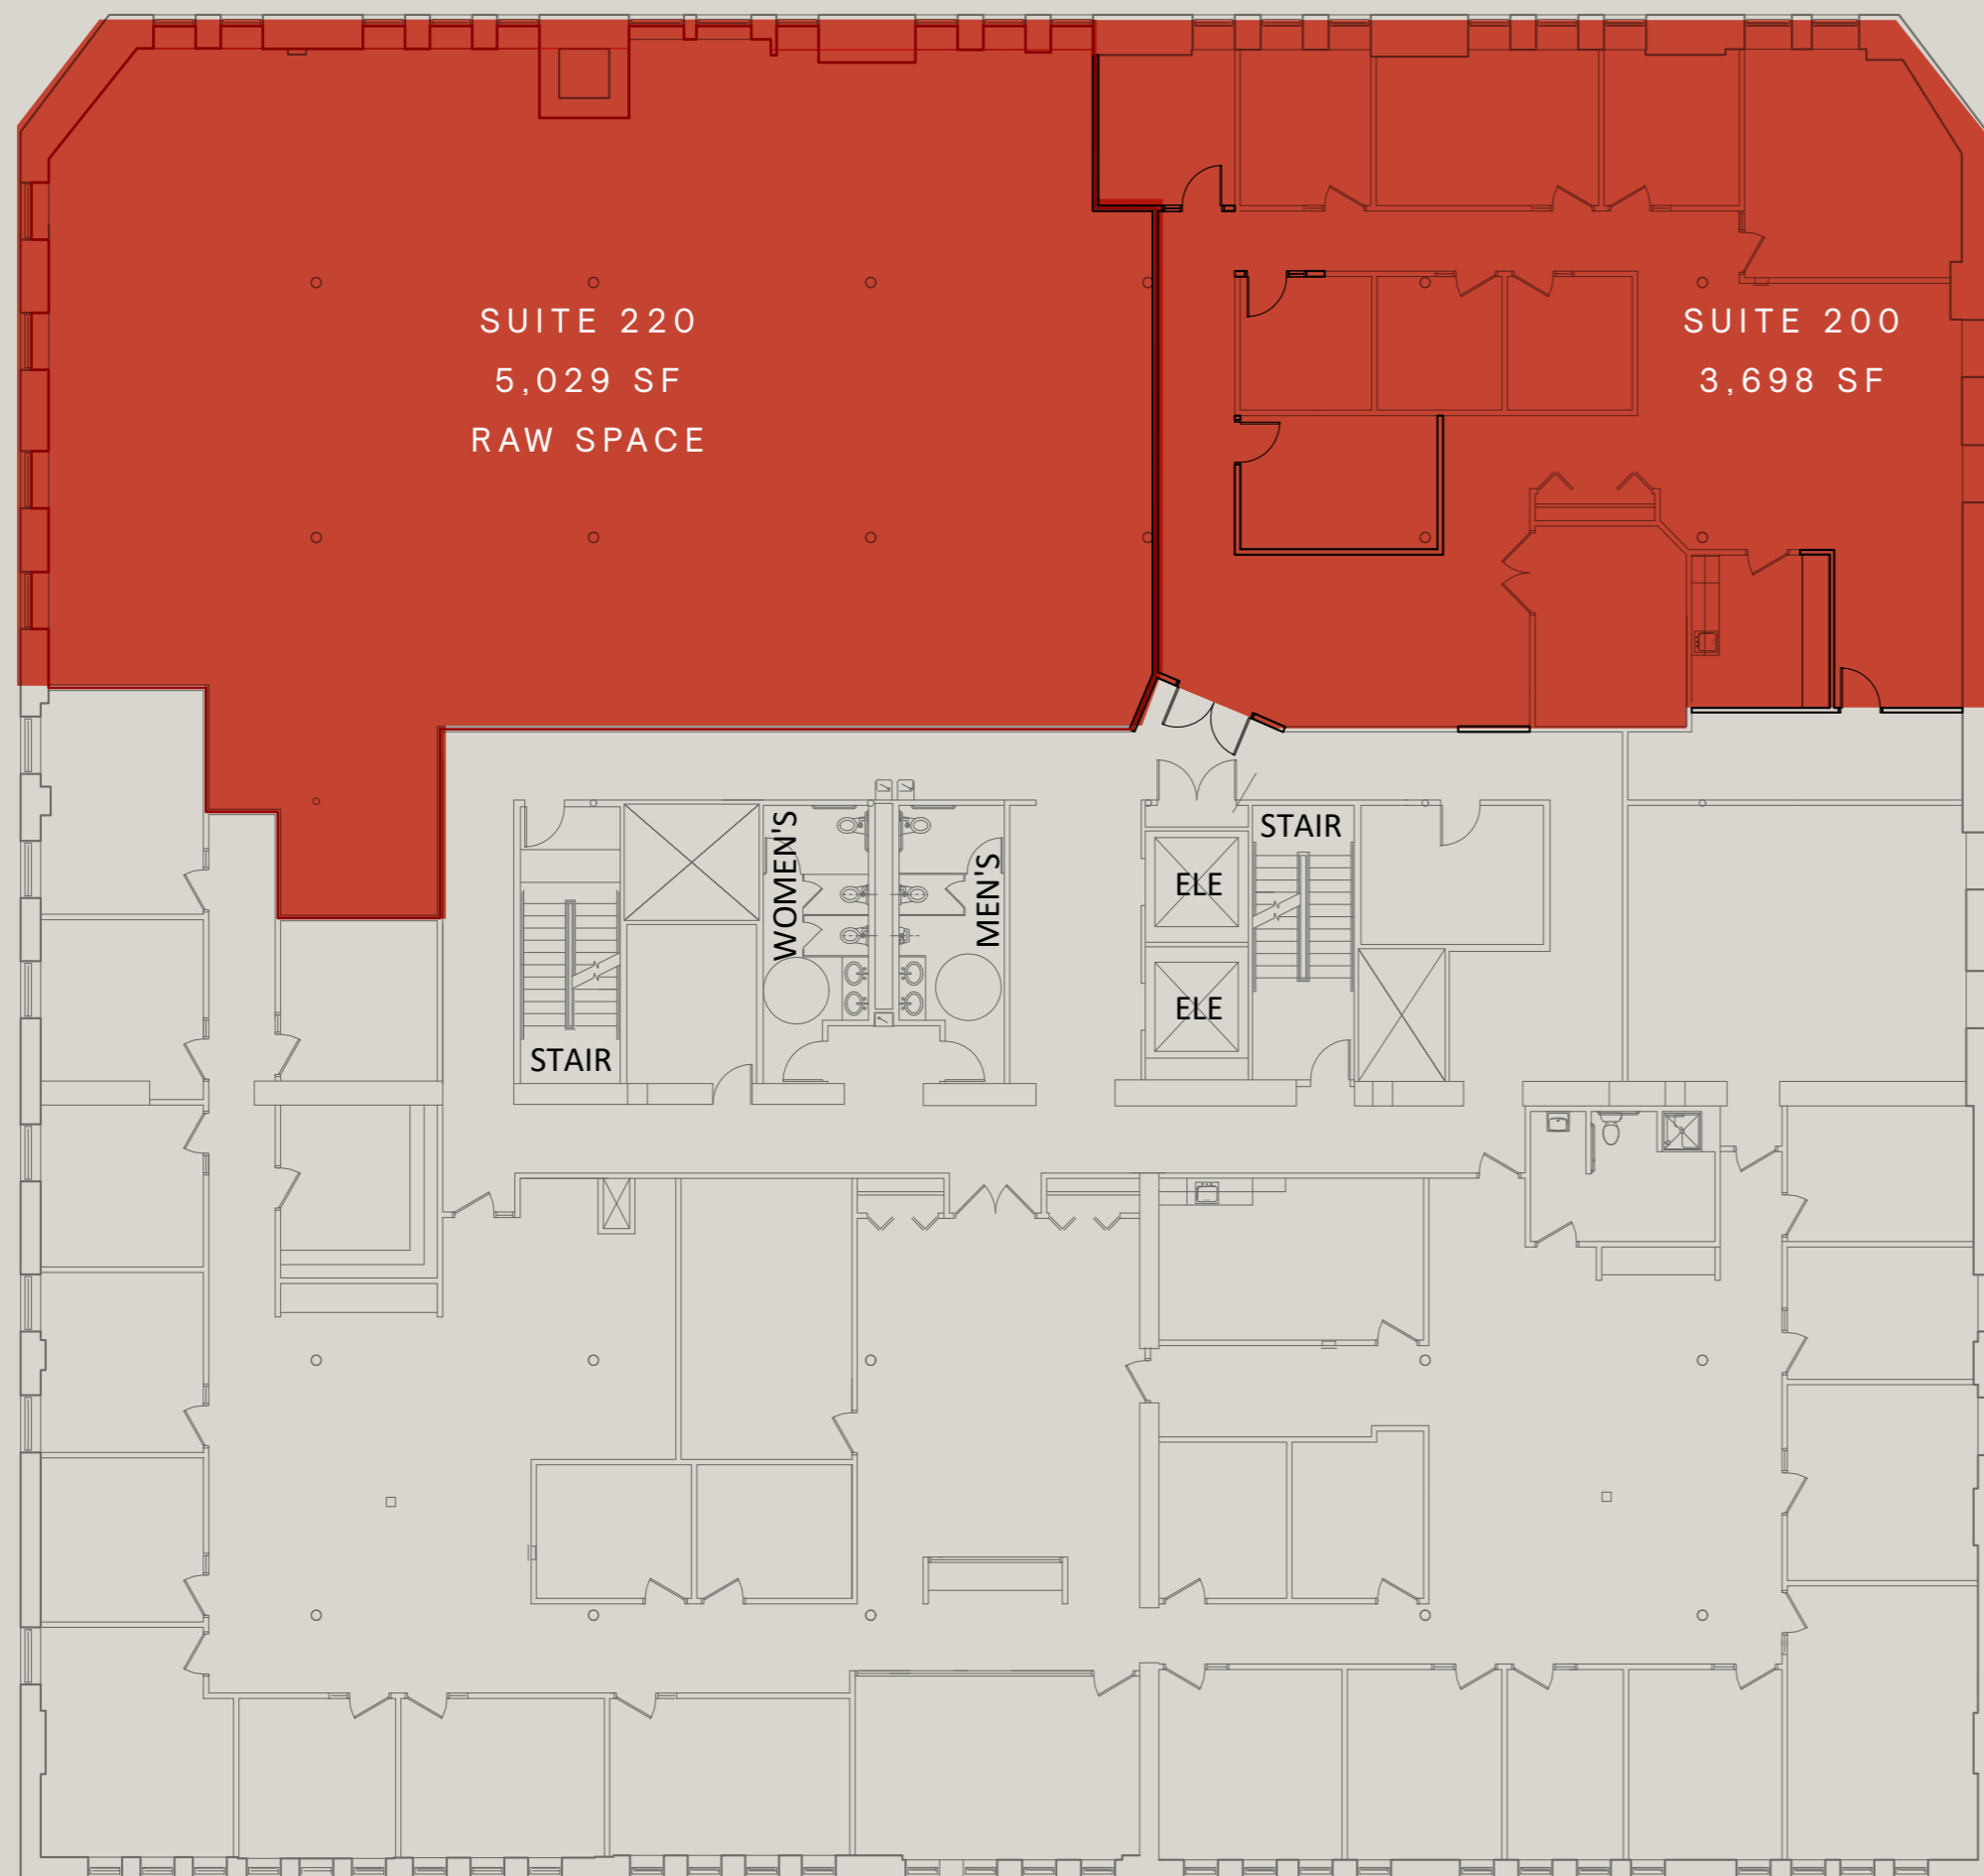 SUITE 220
5,029 SF
RAW SPACE
SUITE 200
3,698 SF
WOMEN'S
MEN'S
STAIR
ELE
ELE
STAIR